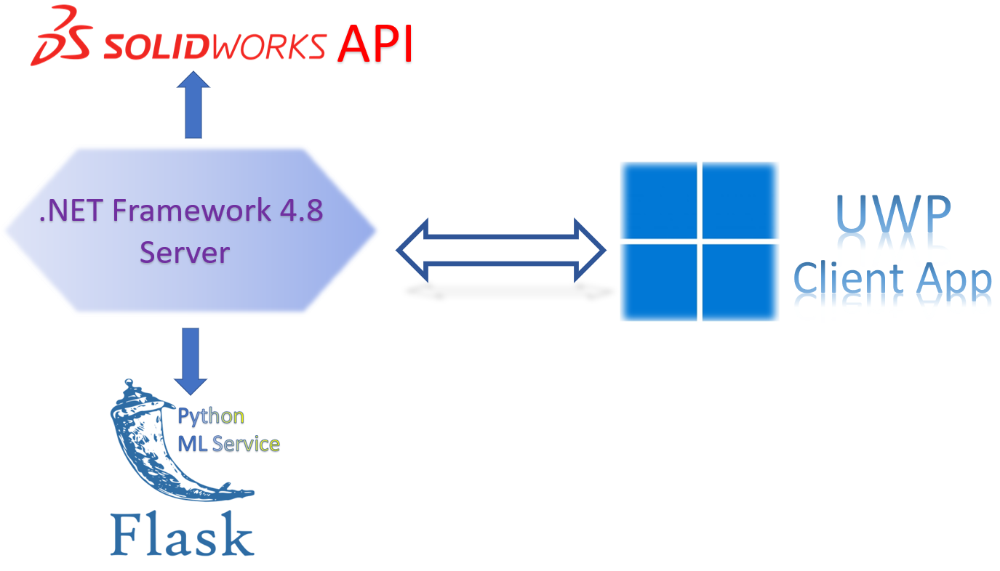 SOLIDWORKS API
.NET Framework 4.8
Server
UWP
Client App
Python
ML Service
Flask